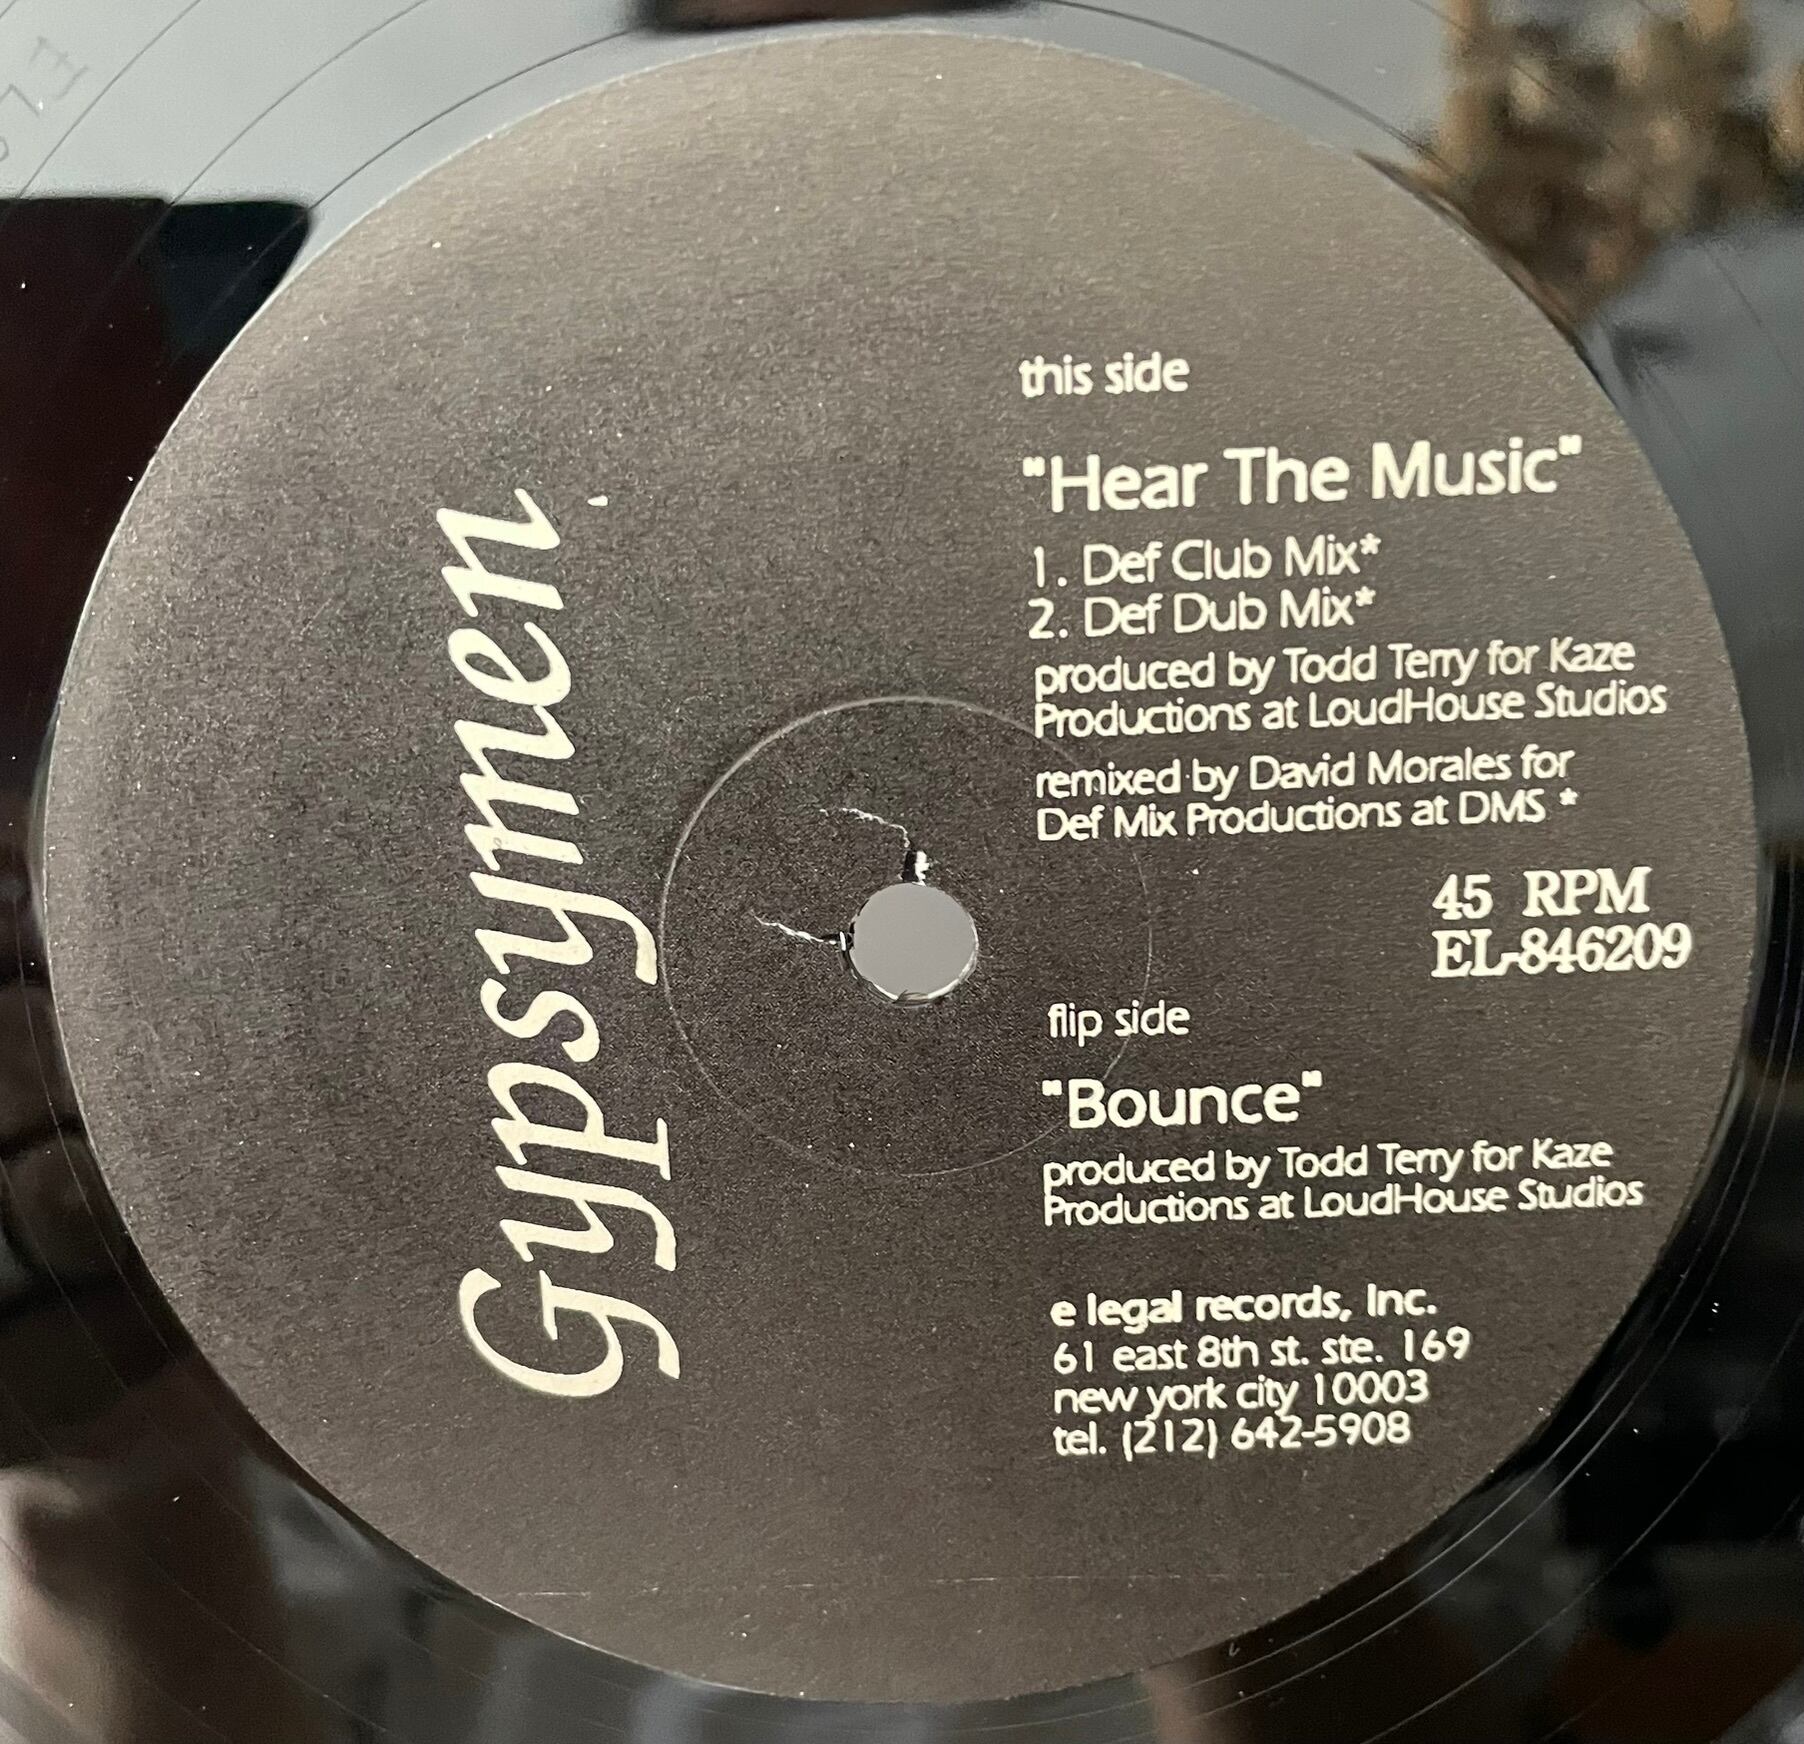 Gypsymen
this side
"Hear The Music"
1. Def Club Mix*
2. Def Dub Mix*
produced by Todd Terry for Kaze
Productions at LoudHouse Studios
remixed by David Morales for
Def Mix Productions at DMS *
45 RPM
EL-846209
flip side
"Bounce"
produced by Todd Terry for Kaze
Productions at LoudHouse Studios
e legal records, Inc.
61 east 8th st. ste. 169
new york city 10003
tel. (212) 642-5908